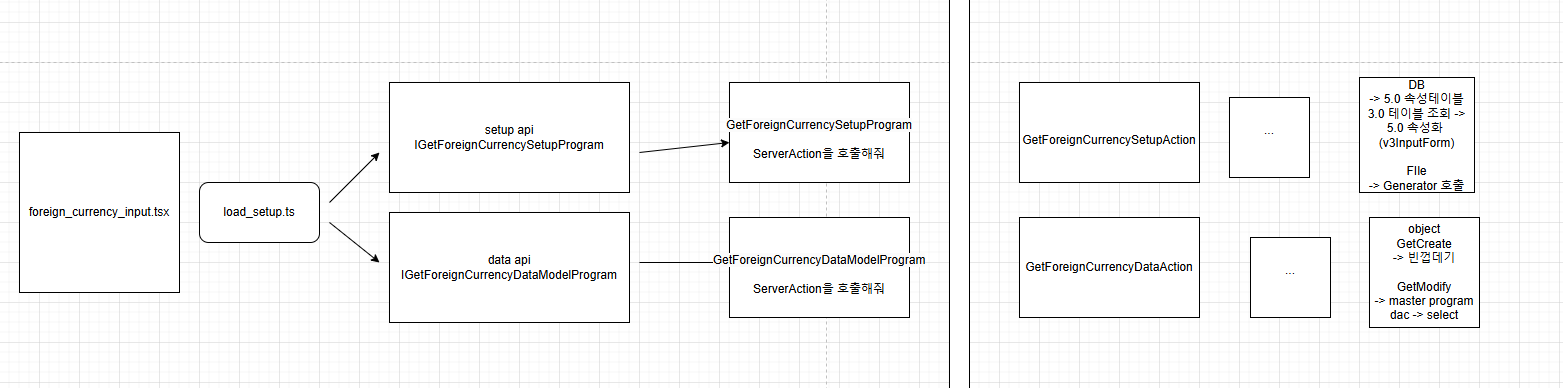 foreign_currency_input.tsx
load_setup.ts
setup api
IGetForeignCurrencySetupProgram
data api
IGetForeignCurrencyDataModelProgram
GetForeignCurrencySetupProgram
ServerAction을 호출해줘
GetForeignCurrencyDataModelProgram
ServerAction을 호출해줘
GetForeignCurrencySetupAction
...
DB
-> 5.0 속성테이블
3.0 테이블 조회 ->
5.0 속성화
(v3InputForm)
FIle
-> Generator 호출
GetForeignCurrencyDataAction
...
object
GetCreate
-> 빈껍데기
GetModify
-> master program
dac -> select